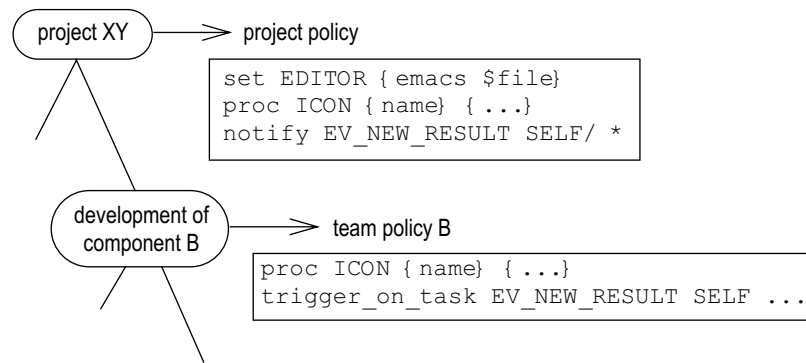 project XY
project policy
set EDITOR { emacs $file}
proc ICON { name} { ...}
notify EV_NEW_RESULT SELF/ *
development of
component B
team policy B
proc ICON { name} { ...}
trigger_on_task EV_NEW_RESULT SELF ...